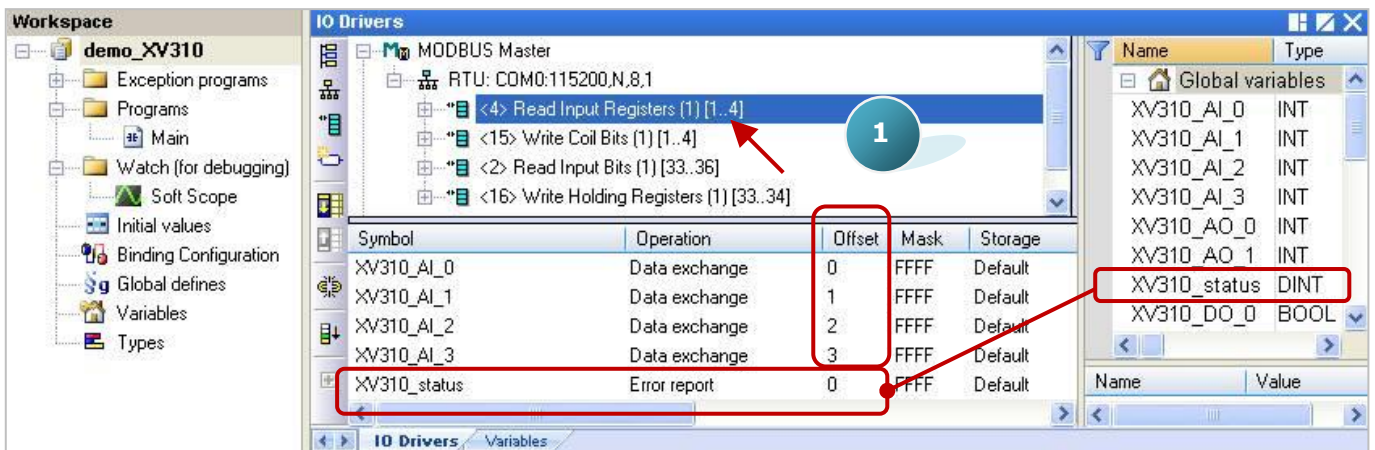 Workspace
demo_XV310
Exception programs
Programs
Main
Watch (for debugging)
Soft Scope
Initial values
Binding Configuration
Global defines
Variables
Types
IO Drivers
MODBUS Master
RTU: COM0:115200,N,8,1
<4> Read Input Registers (1) [1..4]
<15> Write Coil Bits (1) [1..4]
<2> Read Input Bits (1) [33..36]
<16> Write Holding Registers (1) [33..34]
1
Symbol Operation Offset Mask Storage
XV310_AI_0 Data exchange 0 FFFF Default
XV310_AI_1 Data exchange 1 FFFF Default
XV310_AI_2 Data exchange 2 FFFF Default
XV310_AI_3 Data exchange 3 FFFF Default
XV310_status Error report 0 FFFF Default
IO Drivers Variables
Name Type
Global variables
XV310_AI_0 INT
XV310_AI_1 INT
XV310_AI_2 INT
XV310_AI_3 INT
XV310_AO_0 INT
XV310_AO_1 INT
XV310_status DINT
XV310_DO_0 BOOL
Name Value